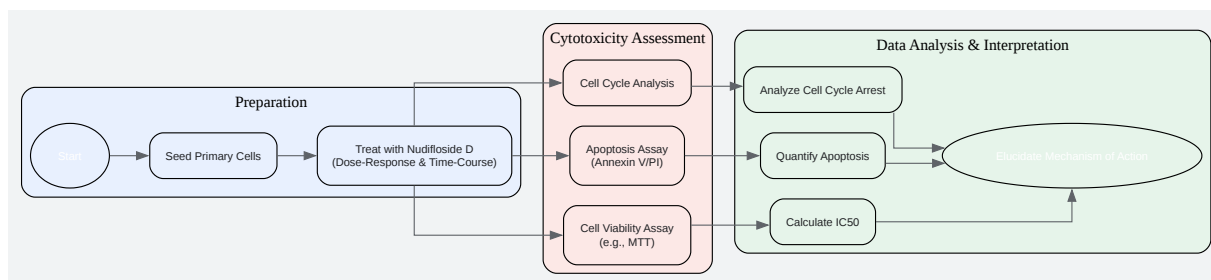 Preparation
Start
Seed Primary Cells
Treat with Nudifloside D
(Dose-Response & Time-Course)
Cytotoxicity Assessment
Cell Cycle Analysis
Apoptosis Assay
(Annexin V/PI)
Cell Viability Assay
(e.g., MTT)
Data Analysis & Interpretation
Analyze Cell Cycle Arrest
Quantify Apoptosis
Calculate IC50
Elucidate Mechanism of Action